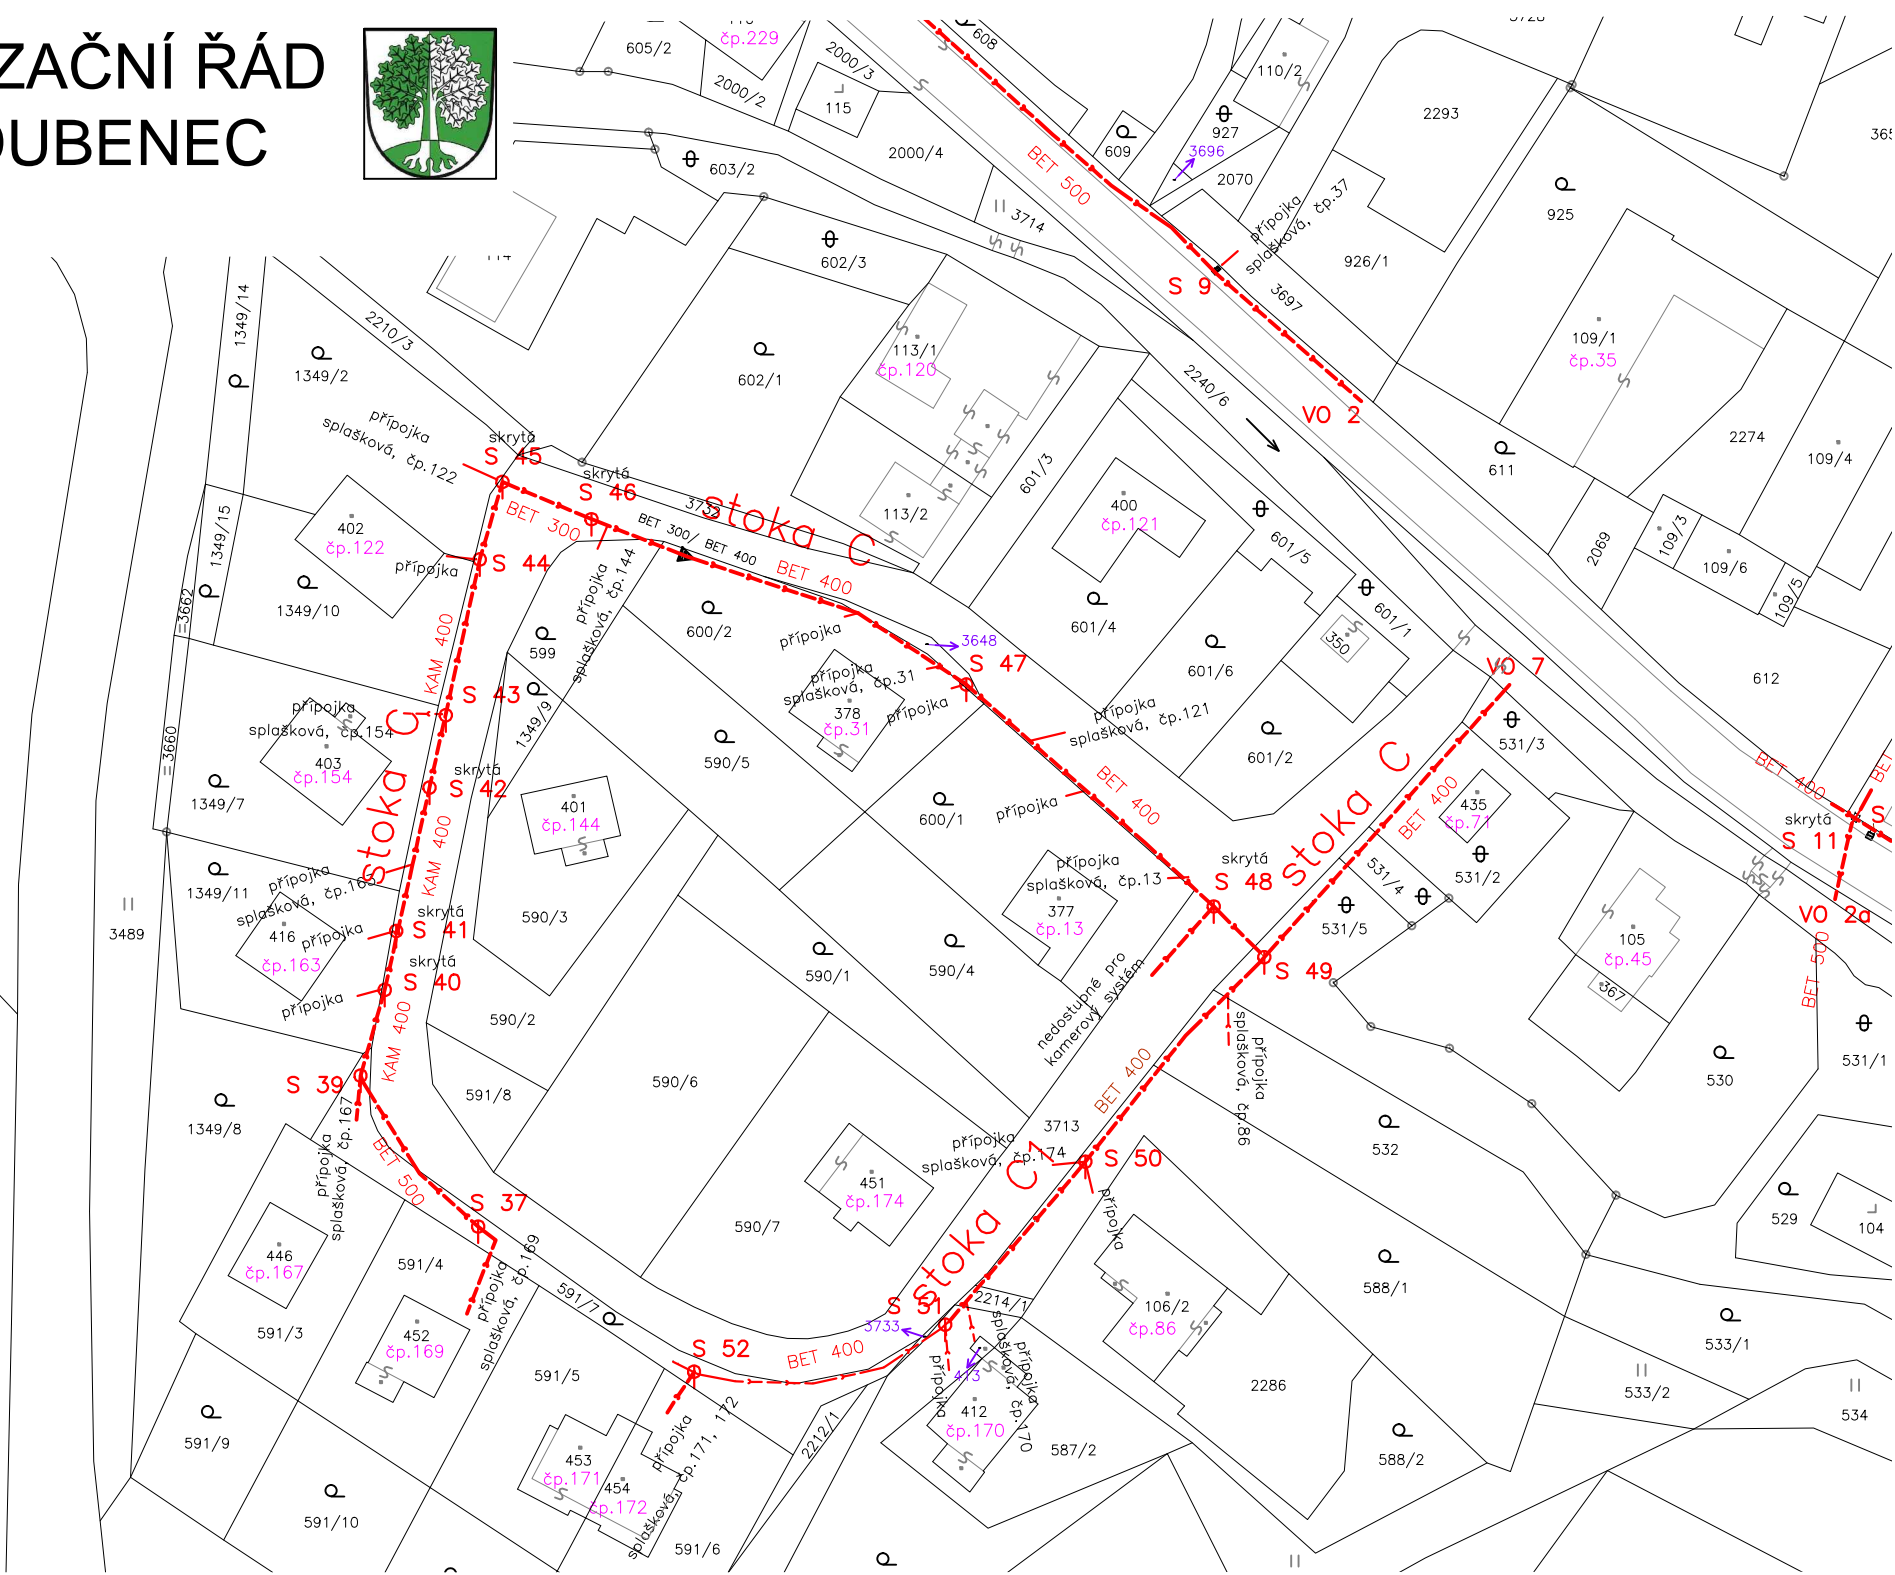 ZAČNÍ ŘÁD
OUBENEC
605/2
čp.229
2000/2
2000/3
115
608
2000/4
603/2
3714
609
927
3696
2070
110/2
2293
925
926/1
přípojka
splašková, čp.37
BET 500
S 9
3697
VO 2
602/3
602/1
113/1
čp.120
113/2
2240/6
601/3
109/1
čp.35
2274
109/4
611
2069
109/3
109/6
109/5
612
1349/14
2210/3
1349/2
1349/15
přípojka
splašková, čp.122
skrytá
S 45
skrytá
S 46
BET 300
BET 300/ BET 400
stoka C
BET 400
402
čp.122
přípojka
S 44
1349/10
=3662
=3660
KAM 400
599
přípojka
splašková, čp.144
600/2
přípojka
3648
S 47
přípojka
splašková, čp.31
378
čp.31
přípojka
400
čp.121
601/5
601/1
601/4
601/6
350
601/2
VO 7
531/3
přípojka
splašková, čp.121
S 43
1349/9
přípojka
splašková, čp.154
403
čp.154
1349/7
skrytá
S 42
401
čp.144
590/5
600/1
přípojka
BET 400
stoka C
BET 400
435
čp.71
531/2
531/4
531/5
BET 400
skrytá
S 11
VO 2a
BET 500
105
čp.45
367
530
531/1
1349/11
přípojka
416
čp.163
přípojka
KAM 400
skrytá
S 41
skrytá
S 40
přípojka
KAM 400
3489
590/3
590/2
590/1
590/4
přípojka
splašková, čp.13
377
čp.13
skrytá
S 48
S 49
nedostupné pro
kamerový systém
přípojka
splašková, čp.86
BET 400
S 39
1349/8
591/8
590/6
3713
přípojka
splašková, čp.174
stoka C1
S 50
přípojka
532
529
104
přípojka
splašková, čp.167
BET 500
S 37
446
čp.167
591/4
591/3
452
čp.169
přípojka
splašková, čp.169
591/7
590/7
451
čp.174
S 51
3733
2214/1
106/2
čp.86
588/1
533/1
533/2
534
S 52
BET 400
přípojka
přípojka
splašková, čp.170
413
412
čp.170
587/2
2286
588/2
591/5
591/9
591/10
453
čp.171
454
čp.172
přípojka
splašková, čp.171, 172
2212/1
591/6